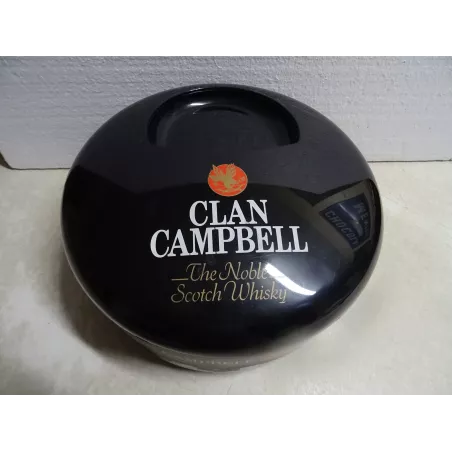 CLAN
CAMPBELL
The Noble
Scotch Whisky